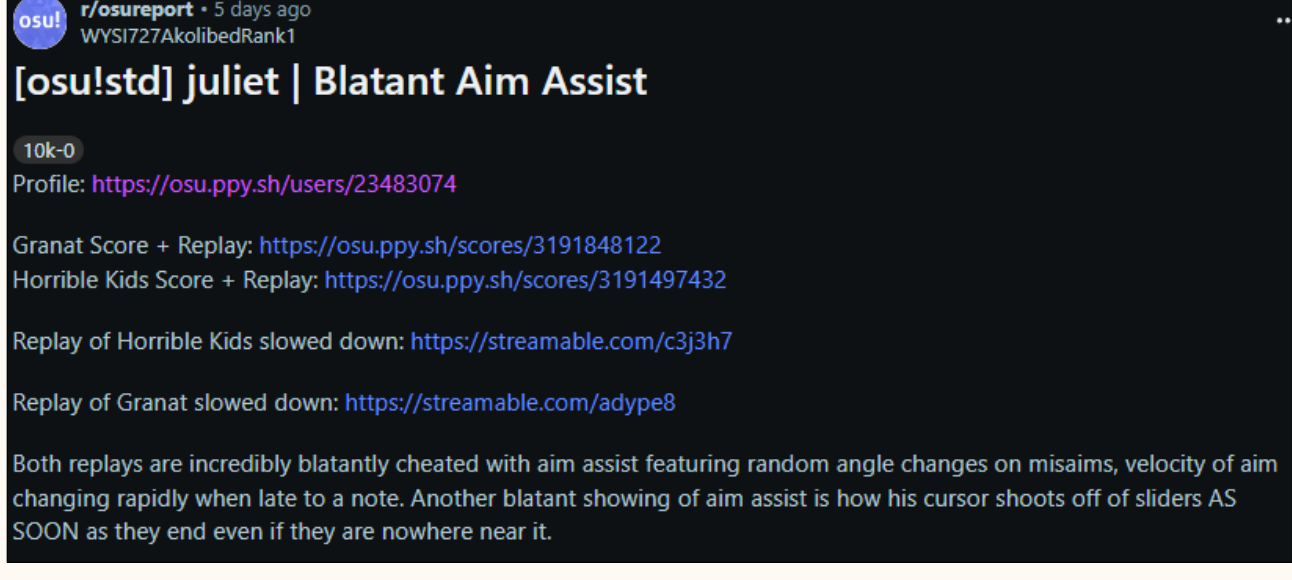 osu!
r/osureport • 5 days ago
WYSI727AkolibedRank1
[osu!std] juliet | Blatant Aim Assist
10k-0
Profile: https://osu.ppy.sh/users/23483074
Granat Score + Replay: https://osu.ppy.sh/scores/3191848122
Horrible Kids Score + Replay: https://osu.ppy.sh/scores/3191497432
Replay of Horrible Kids slowed down: https://streamable.com/c3j3h7
Replay of Granat slowed down: https://streamable.com/adype8
Both replays are incredibly blatantly cheated with aim assist featuring random angle changes on misaims, velocity of aim
changing rapidly when late to a note. Another blatant showing of aim assist is how his cursor shoots off of sliders AS
SOON as they end even if they are nowhere near it.